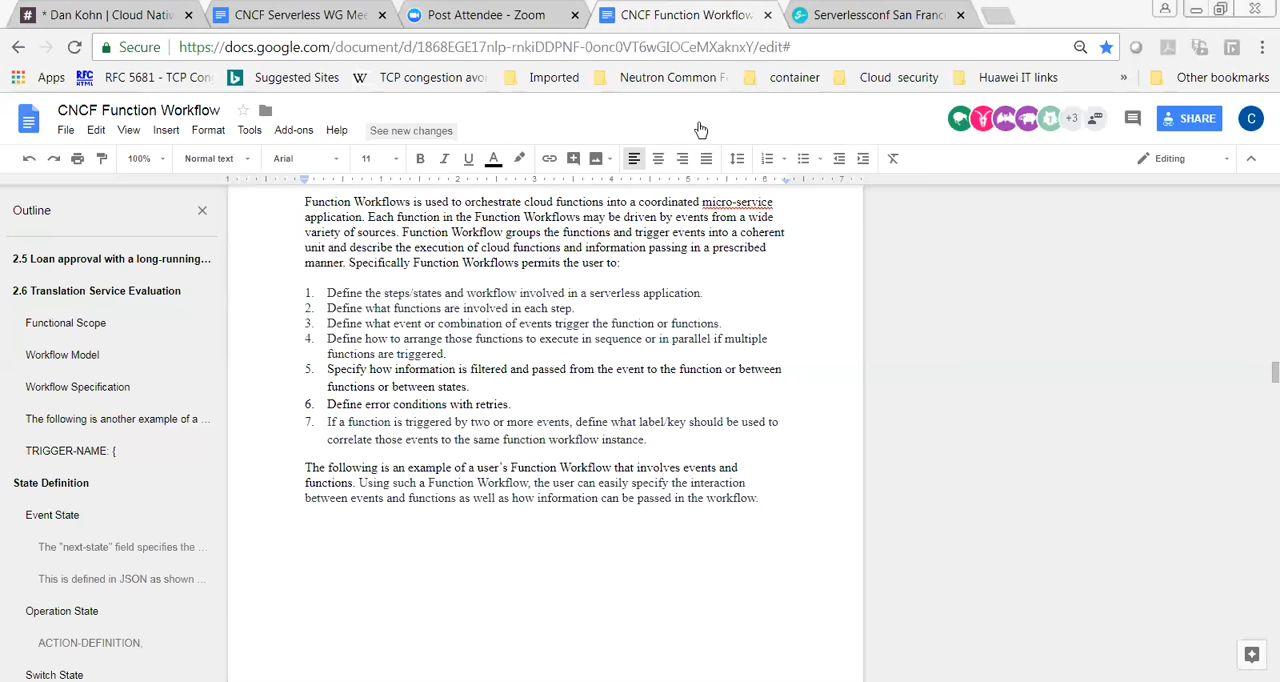 * Dan Kohn | Cloud Nativ
CNCF Serverless WG Mee
Post Attendee - Zoom
CNCF Function Workflow
Serverlessconf San Franc
Secure
https://docs.google.com/document/d/1868EGE17nlp-rnkiDDPNF-0onc0VT6wGIOCeMXaknxY/edit#
Apps
RFC 5681 - TCP Con
Suggested Sites
TCP congestion avoi
Imported
Neutron Common F
container
Cloud security
Huawei IT links
»
Other bookmarks
CNCF Function Workflow
File Edit View Insert Format Tools Add-ons Help
See new changes
+3
SHARE
C
100%
Normal text
Arial
11
B I U A
Editing
1 1 2 3 4 5 6 7
Outline
2.5 Loan approval with a long-running...
2.6 Translation Service Evaluation
Functional Scope
Workflow Model
Workflow Specification
The following is another example of a ...
TRIGGER-NAME: {
State Definition
Event State
The "next-state" field specifies the ...
This is defined in JSON as shown ...
Operation State
ACTION-DEFINITION,
Switch State
Function Workflows is used to orchestrate cloud functions into a coordinated micro-service
application. Each function in the Function Workflows may be driven by events from a wide
variety of sources. Function Workflow groups the functions and trigger events into a coherent
unit and describe the execution of cloud functions and information passing in a prescribed
manner. Specifically Function Workflows permits the user to:
1. Define the steps/states and workflow involved in a serverless application.
2. Define what functions are involved in each step.
3. Define what event or combination of events trigger the function or functions.
4. Define how to arrange those functions to execute in sequence or in parallel if multiple
functions are triggered.
5. Specify how information is filtered and passed from the event to the function or between
functions or between states.
6. Define error conditions with retries.
7. If a function is triggered by two or more events, define what label/key should be used to
correlate those events to the same function workflow instance.
The following is an example of a user's Function Workflow that involves events and
functions. Using such a Function Workflow, the user can easily specify the interaction
between events and functions as well as how information can be passed in the workflow.